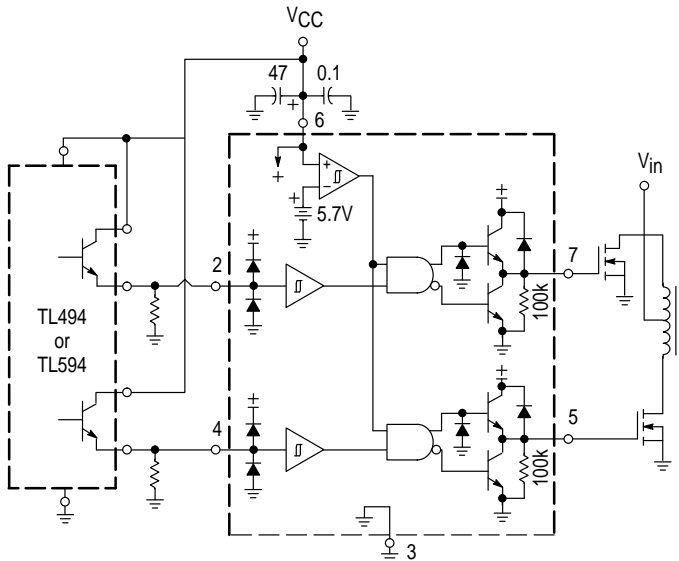 VCC
47
0.1
+
6
+
+
-
+
5.7V
Vin
+
+
2
7
100k
TL494
or
TL594
+
+
4
5
100k
3